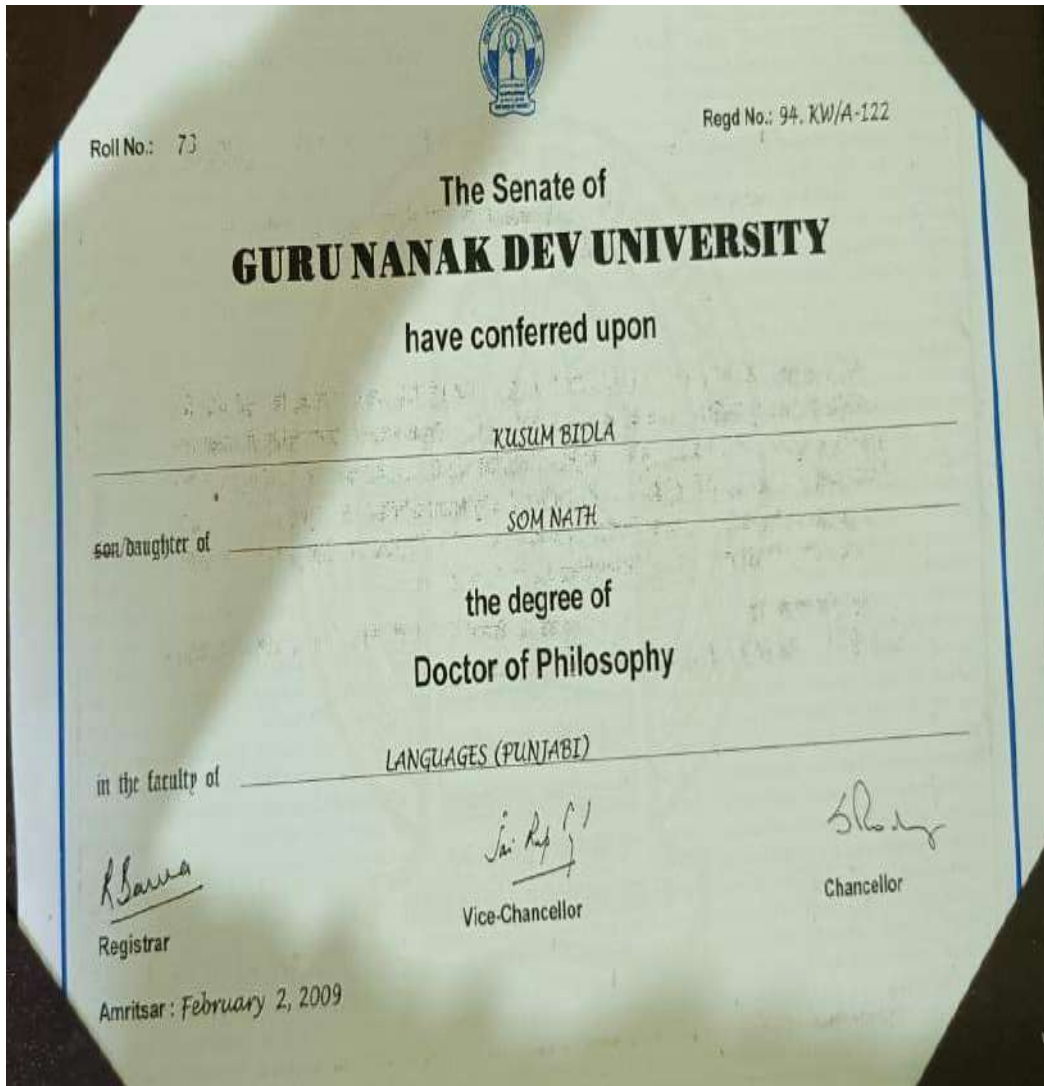 Roll No.: 73
Regd No.: 94. KW/A-122
The Senate of
GURU NANAK DEV UNIVERSITY
have conferred upon
KUSUM BIDLA
son/daughter of SOM NATH
the degree of
Doctor of Philosophy
in the faculty of LANGUAGES (PUNJABI)
Registrar
Vice-Chancellor
Chancellor
Amritsar : February 2, 2009